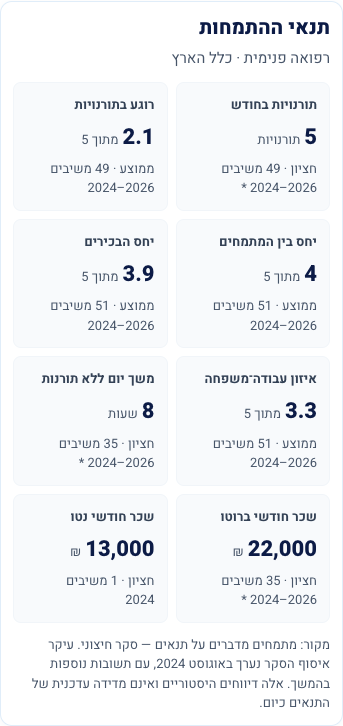 תנאי ההתמחות
רפואה פנימית · כלל הארץ
תורנויות בחודש
5 תורנויות
חציון · 49 משיבים
2024–2026 *
רוגע בתורנויות
2.1 מתוך 5
ממוצע · 49 משיבים
2024–2026
יחס בין המתמחים
4 מתוך 5
ממוצע · 51 משיבים
2024–2026
יחס הבכירים
3.9 מתוך 5
ממוצע · 51 משיבים
2024–2026
איזון עבודה־משפחה
3.3 מתוך 5
ממוצע · 51 משיבים
2024–2026
משך יום ללא תורנות
8 שעות
חציון · 35 משיבים
2024–2026 *
שכר חודשי ברוטו
22,000 ₪
חציון · 35 משיבים
2024–2026 *
שכר חודשי נטו
13,000 ₪
חציון · 1 משיבים
2024
מקור: מתמחים מדברים על תנאים — סקר חיצוני. עיקר
איסוף הסקר נערך באוגוסט 2024, עם תשובות נוספות
בהמשך. אלה דיווחים היסטוריים ואינם מדידה עדכנית של
התנאים כיום.